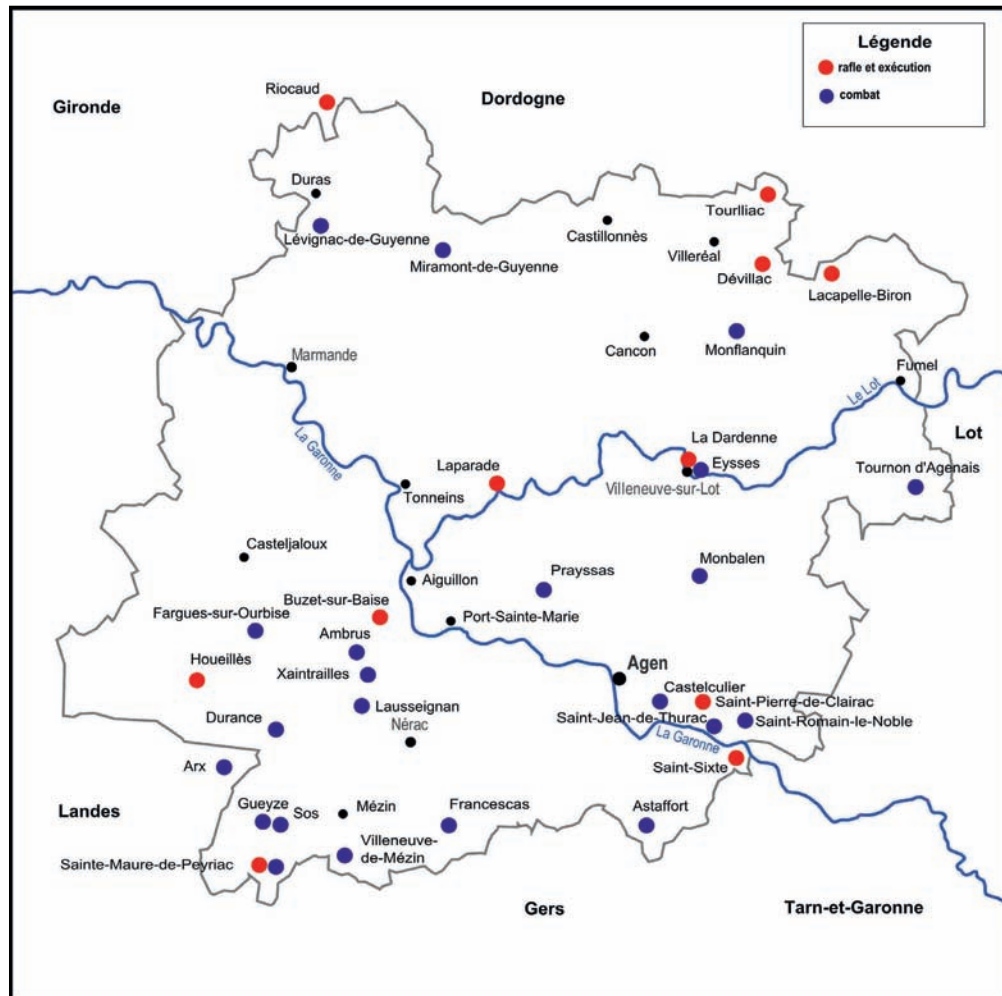 Légende
rafle et exécution
combat
Riocaud
Dordogne
Gironde
Duras
Tourlliac
Lévignac-de-Guyenne
Castillonnès
Villeréal
Miramont-de-Guyenne
Dévillac
Lacapelle-Biron
Marmande
Cancon
Monflanquin
Fumel
Le Lot
La Garonne
Lot
La Dardenne
Laparade
Eysses
Tournon d'Agenais
Villeneuve-sur-Lot
Tonneins
Casteljaloux
Monbalen
Prayssas
Aiguillon
Buzet-sur-Baise
Fargues-sur-Ourbise
Port-Sainte-Marie
Ambrus
Houeillès
Xaintrailles
Agen
Castelculier
Lausseignan
Saint-Pierre-de-Clairac
Durance
Saint-Jean-de-Thurac
Saint-Romain-le-Noble
Nérac
La Garonne
Arx
Saint-Sixte
Landes
Gueyze
Sos
Mézin
Francescas
Astaffort
Sainte-Maure-de-Peyriac
Villeneuve-
de-Mézin
Gers
Tarn-et-Garonne